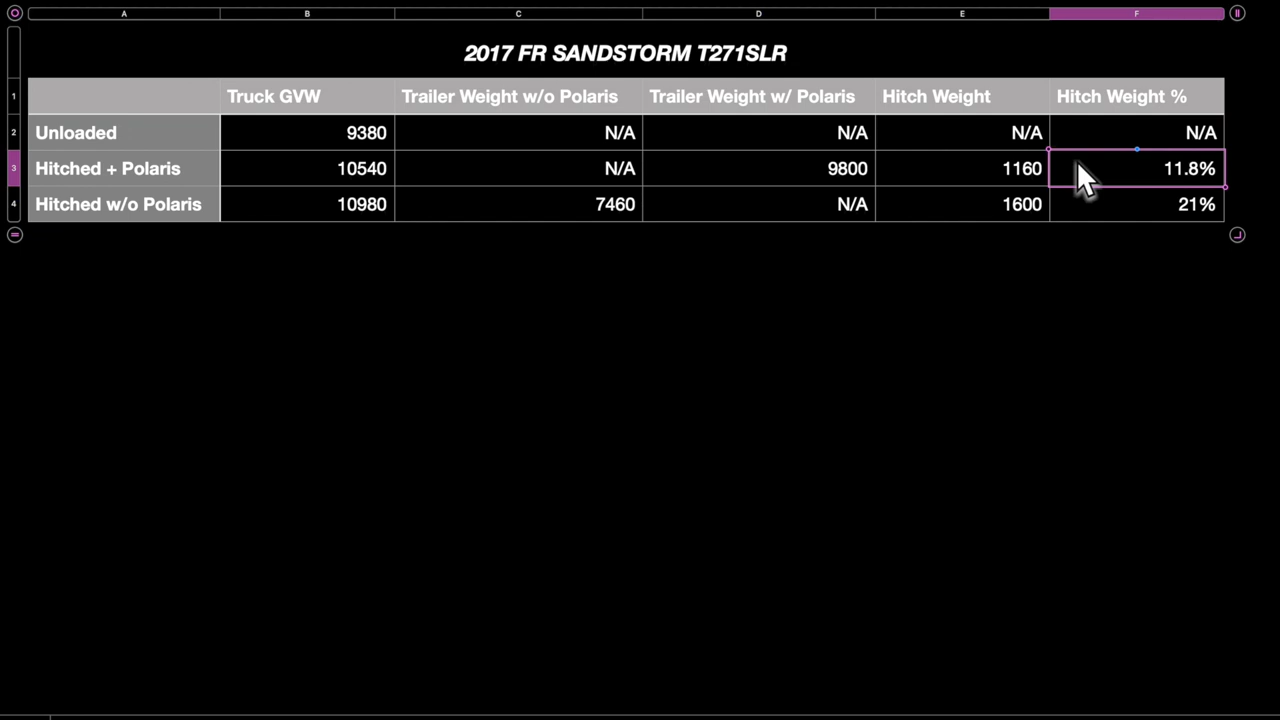 A B C D E F
2017 FR SANDSTORM T271SLR
1 Truck GVW Trailer Weight w/o Polaris Trailer Weight w/ Polaris Hitch Weight Hitch Weight %
2 Unloaded 9380 N/A N/A N/A N/A
3 Hitched + Polaris 10540 N/A 9800 1160 11.8%
4 Hitched w/o Polaris 10980 7460 N/A 1600 21%